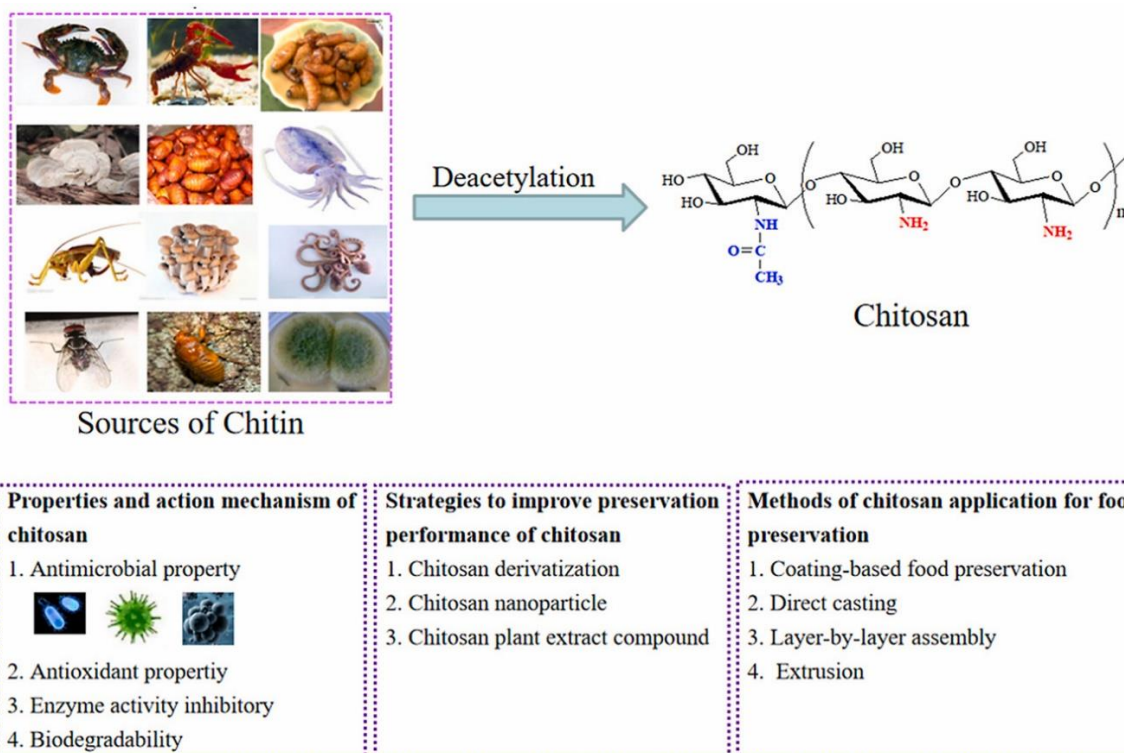 Sources of Chitin
Deacetylation
OH
HO
HO
O
NH
O=C
CH₃
O
OH
HO
O
NH₂
O
OH
HO
O
NH₂
O
n
Chitosan
Properties and action mechanism of
chitosan
1. Antimicrobial property
2. Antioxidant propertiy
3. Enzyme activity inhibitory
4. Biodegradability
Strategies to improve preservation
performance of chitosan
1. Chitosan derivatization
2. Chitosan nanoparticle
3. Chitosan plant extract compound
Methods of chitosan application for foo
preservation
1. Coating-based food preservation
2. Direct casting
3. Layer-by-layer assembly
4. Extrusion